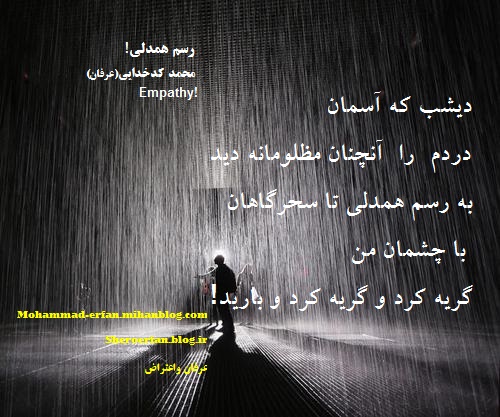 رسم همدلی!
محمد کدخدایی(عرفان)
Empathy!
دیشب که آسمان
دردم را آنچنان مظلومانه دید
به رسم همدلی تا سحرگاهان
با چشمان من
گریه کرد و گریه کرد و بارید!
Mohammad-erfan.mihanblog.com
Sheroerfan.blog.ir
عرفان واعتراض